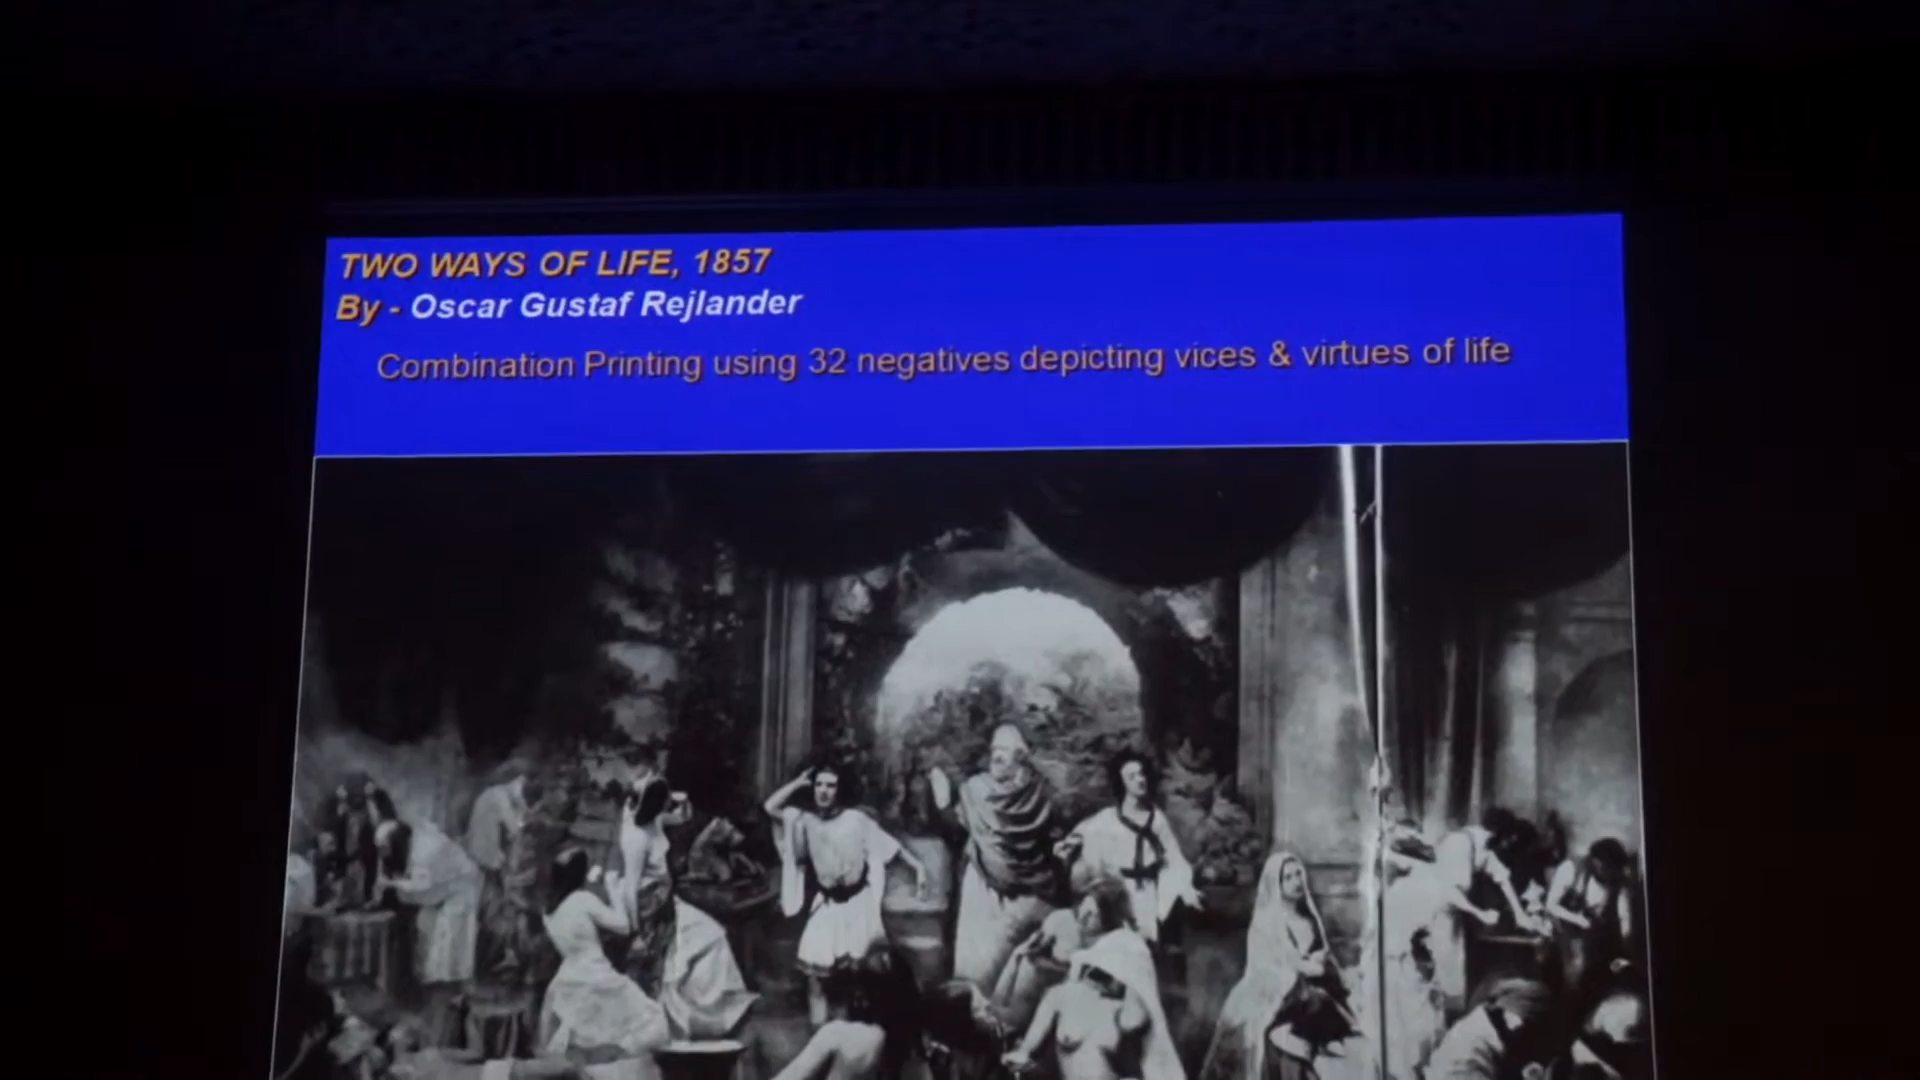 TWO WAYS OF LIFE, 1857
By - Oscar Gustaf Rejlander
Combination Printing using 32 negatives depicting vices & virtues of life